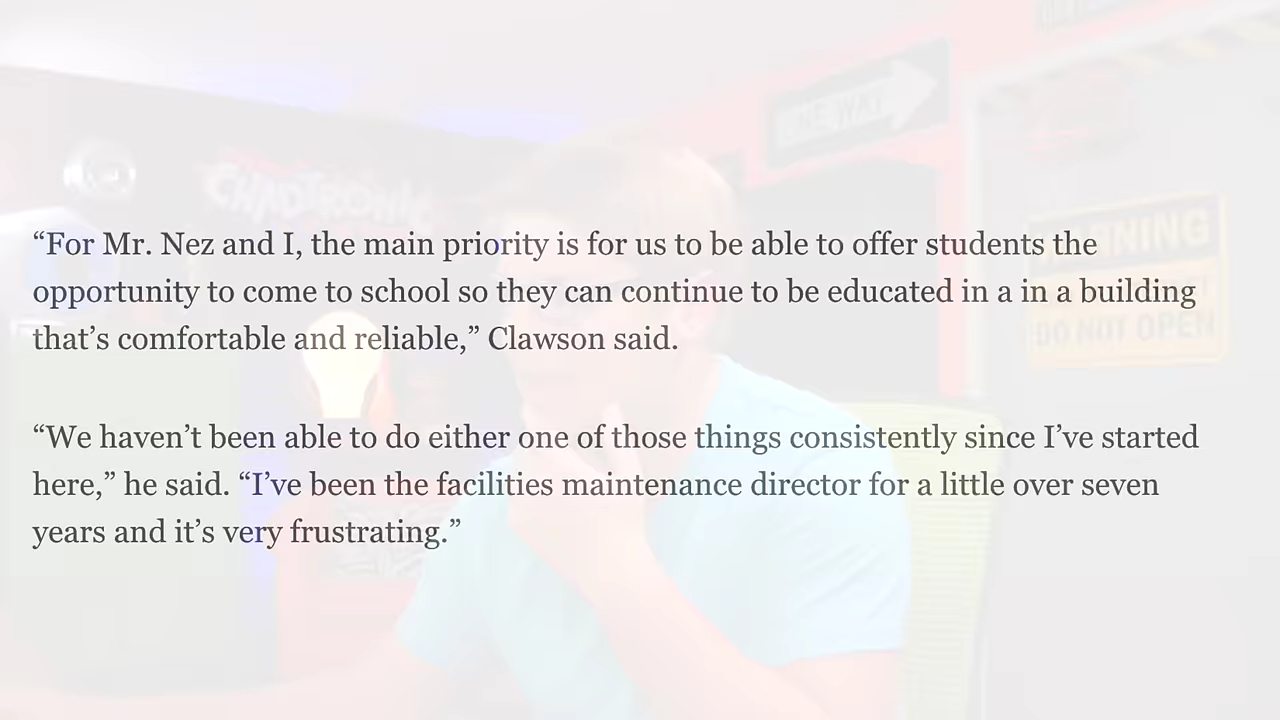 ONE WAY
CHAOTRONIC
WARNING
DO NOT OPEN
“For Mr. Nez and I, the main priority is for us to be able to offer students the
opportunity to come to school so they can continue to be educated in a in a building
that’s comfortable and reliable,” Clawson said.
“We haven’t been able to do either one of those things consistently since I’ve started
here,” he said. “I’ve been the facilities maintenance director for a little over seven
years and it’s very frustrating.”